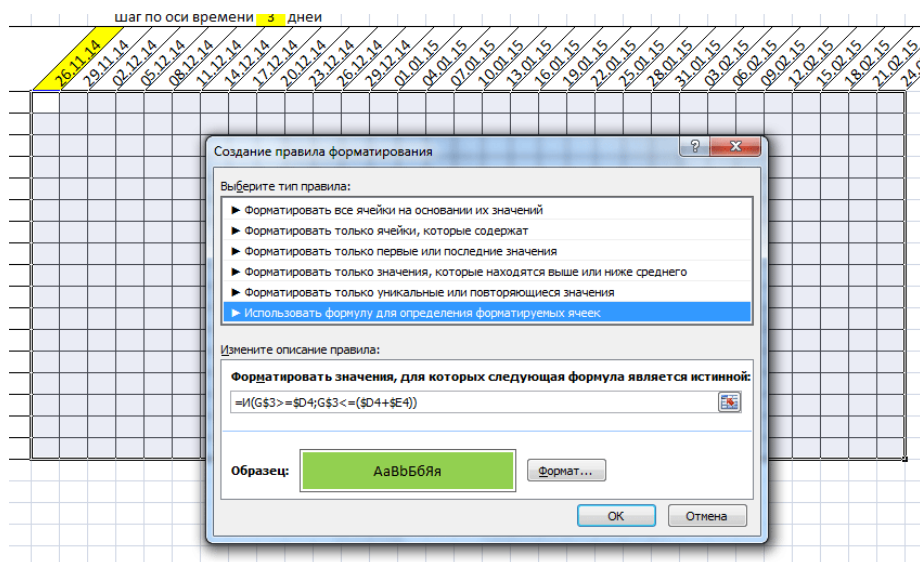 Шаг по оси времени 3 дней
26.11.14 29.11.14 02.12.14 05.12.14 08.12.14 11.12.14 14.12.14 17.12.14 20.12.14 23.12.14 26.12.14 29.12.14 01.01.15 04.01.15 07.01.15 10.01.15 13.01.15 16.01.15 19.01.15 22.01.15 25.01.15 28.01.15 31.01.15 03.02.15 06.02.15 09.02.15 12.02.15 15.02.15 18.02.15 21.02.15
Создание правила форматирования
Выберите тип правила:
► Форматировать все ячейки на основании их значений
► Форматировать только ячейки, которые содержат
► Форматировать только первые или последние значения
► Форматировать только значения, которые находятся выше или ниже среднего
► Форматировать только уникальные или повторяющиеся значения
► Использовать формулу для определения форматируемых ячеек
Измените описание правила:
Форматировать значения, для которых следующая формула является истинной:
=И(G$3>=$D4;G$3<=($D4+$E4))
Образец: АаВbБбЯя Формат...
ОК Отмена